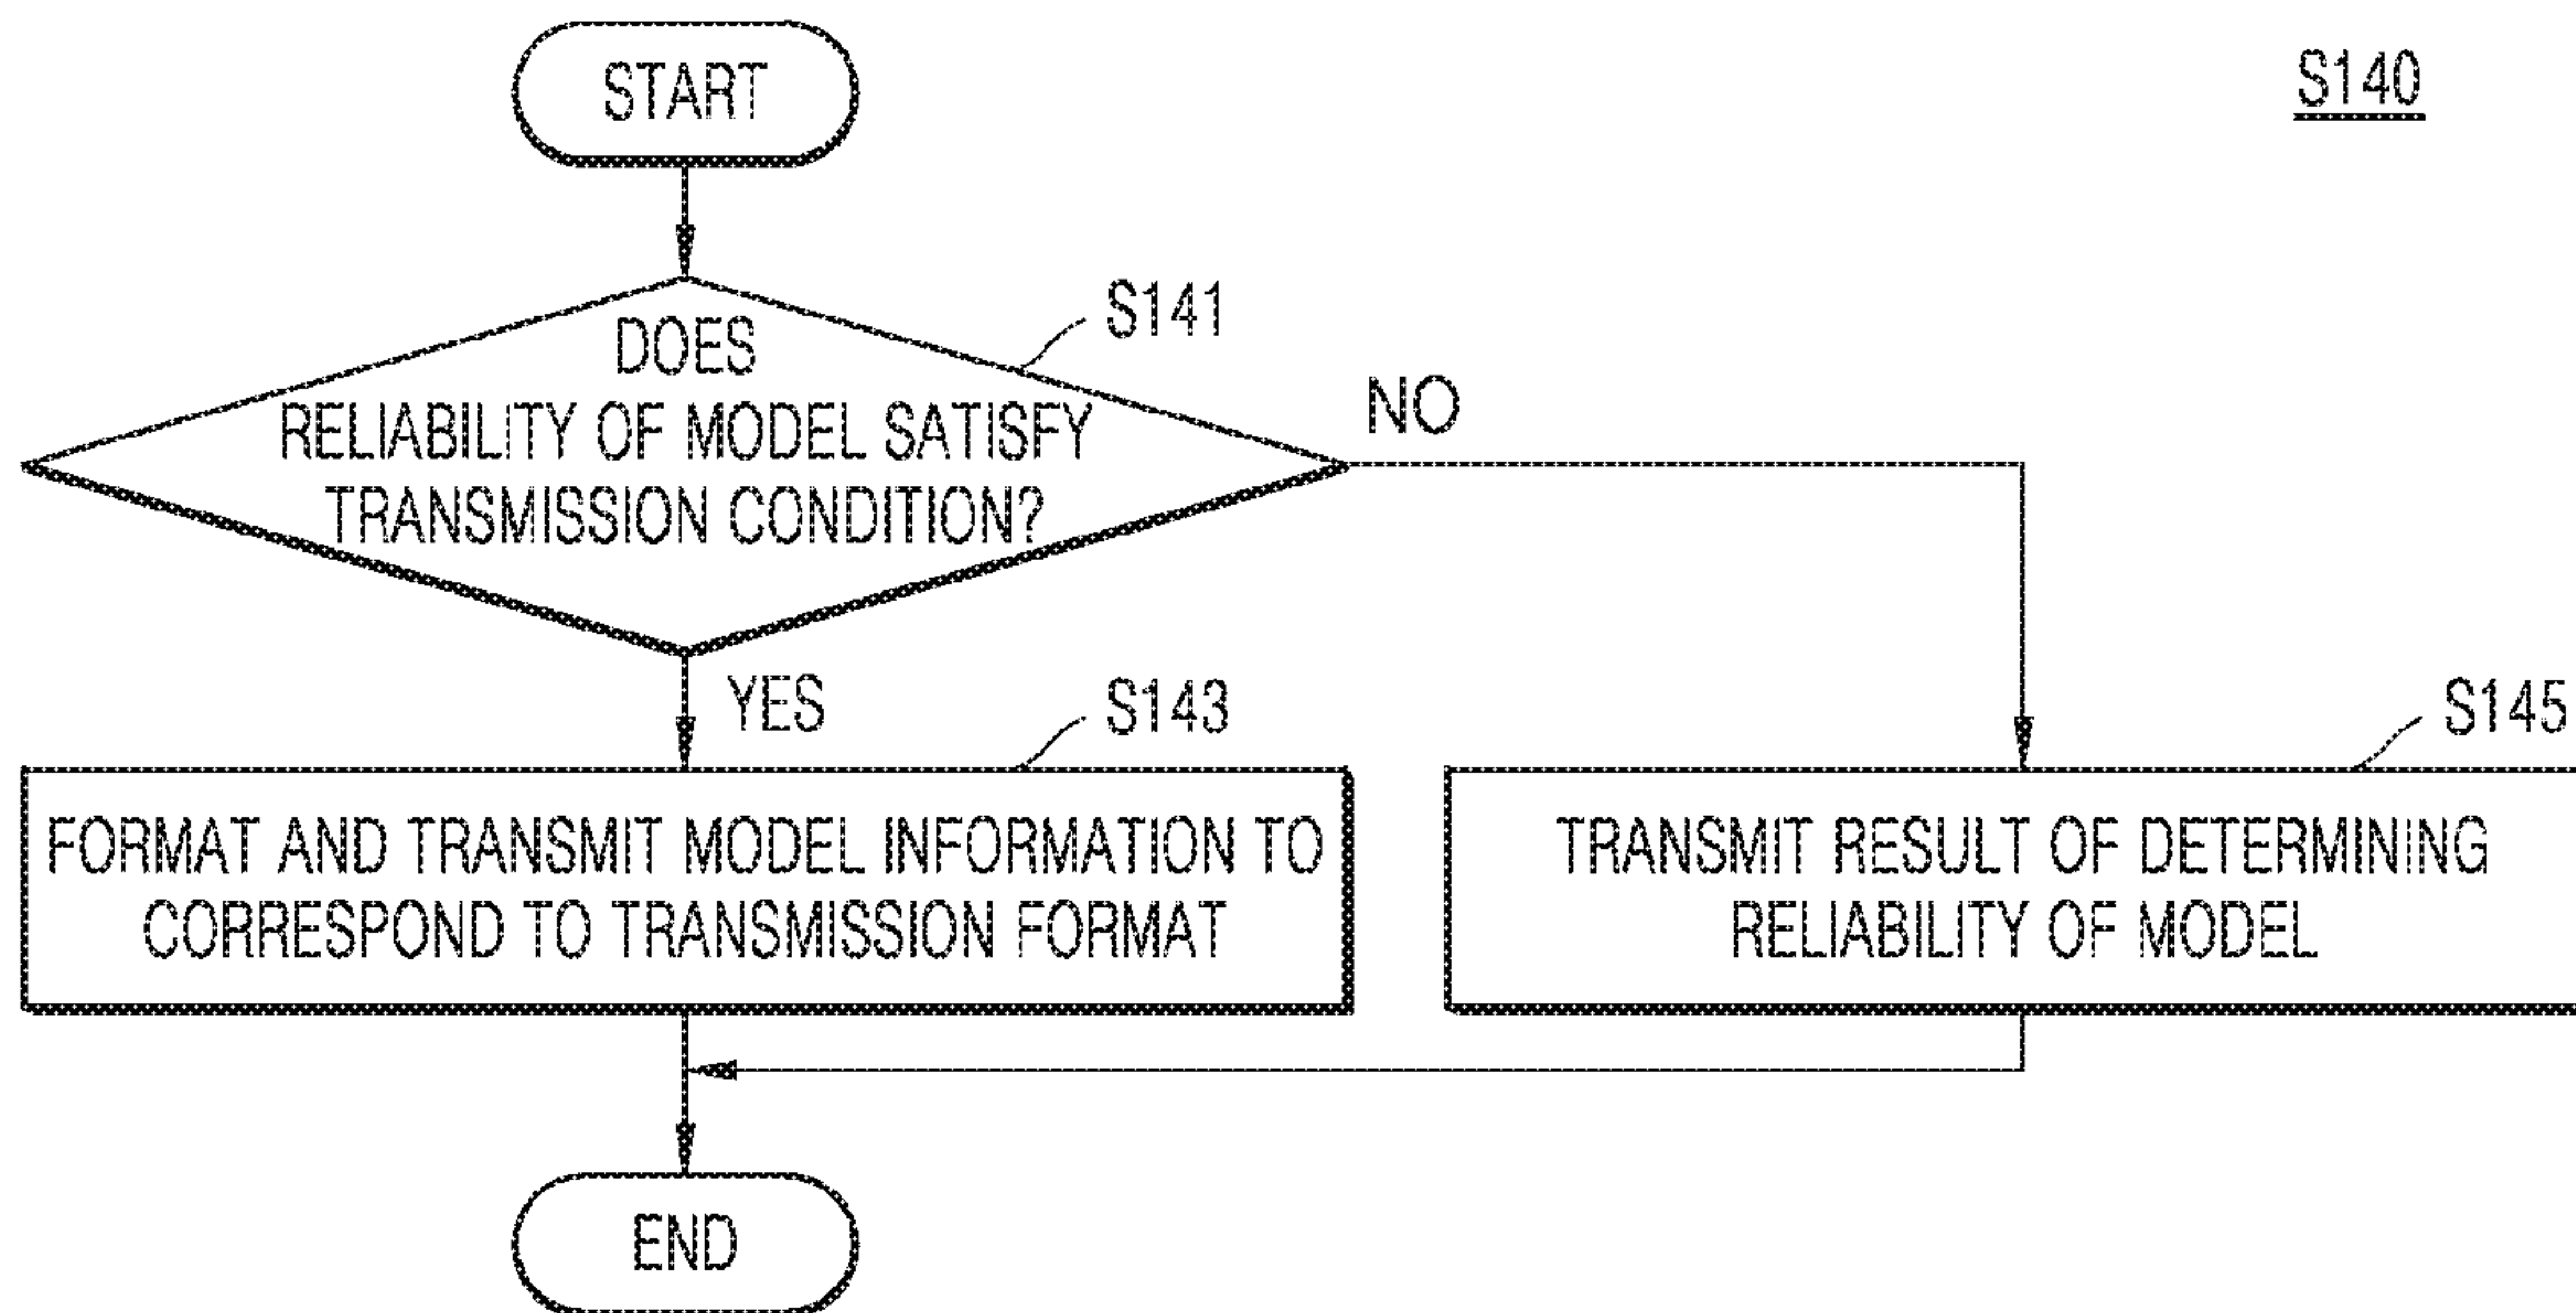 START
S140
S141
DOES
RELIABILITY OF MODEL SATISFY
TRANSMISSION CONDITION?
NO
YES
S143
S145
FORMAT AND TRANSMIT MODEL INFORMATION TO
CORRESPOND TO TRANSMISSION FORMAT
TRANSMIT RESULT OF DETERMINING
RELIABILITY OF MODEL
END